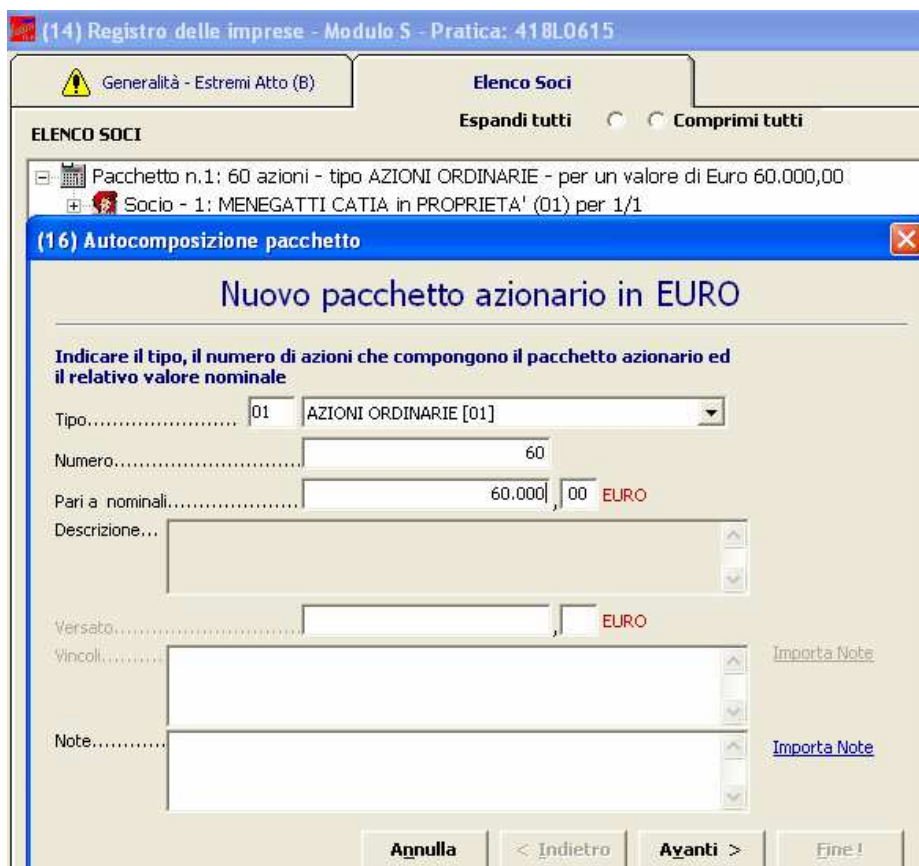 (14) Registro delle imprese - Modulo S - Pratica: 418L0615
Generalità - Estremi Atto (B)
Elenco Soci
Espandi tutti Comprimi tutti
ELENCO SOCI
Pacchetto n.1: 60 azioni - tipo AZIONI ORDINARIE - per un valore di Euro 60.000,00
Socio - 1: MENEGATTI CATIA in PROPRIETA' (01) per 1/1
(16) Autocomposizione pacchetto
Nuovo pacchetto azionario in EURO
Indicare il tipo, il numero di azioni che compongono il pacchetto azionario ed
il relativo valore nominale
Tipo........................ 01 AZIONI ORDINARIE [01]
Numero.............................. 60
Pari a nominali..................... 60.000,00 EURO
Descrizione...
Versato.............................. , EURO
Vincoli..........
Importa Note
Note............
Importa Note
Annulla < Indietro Avanti > Fine!